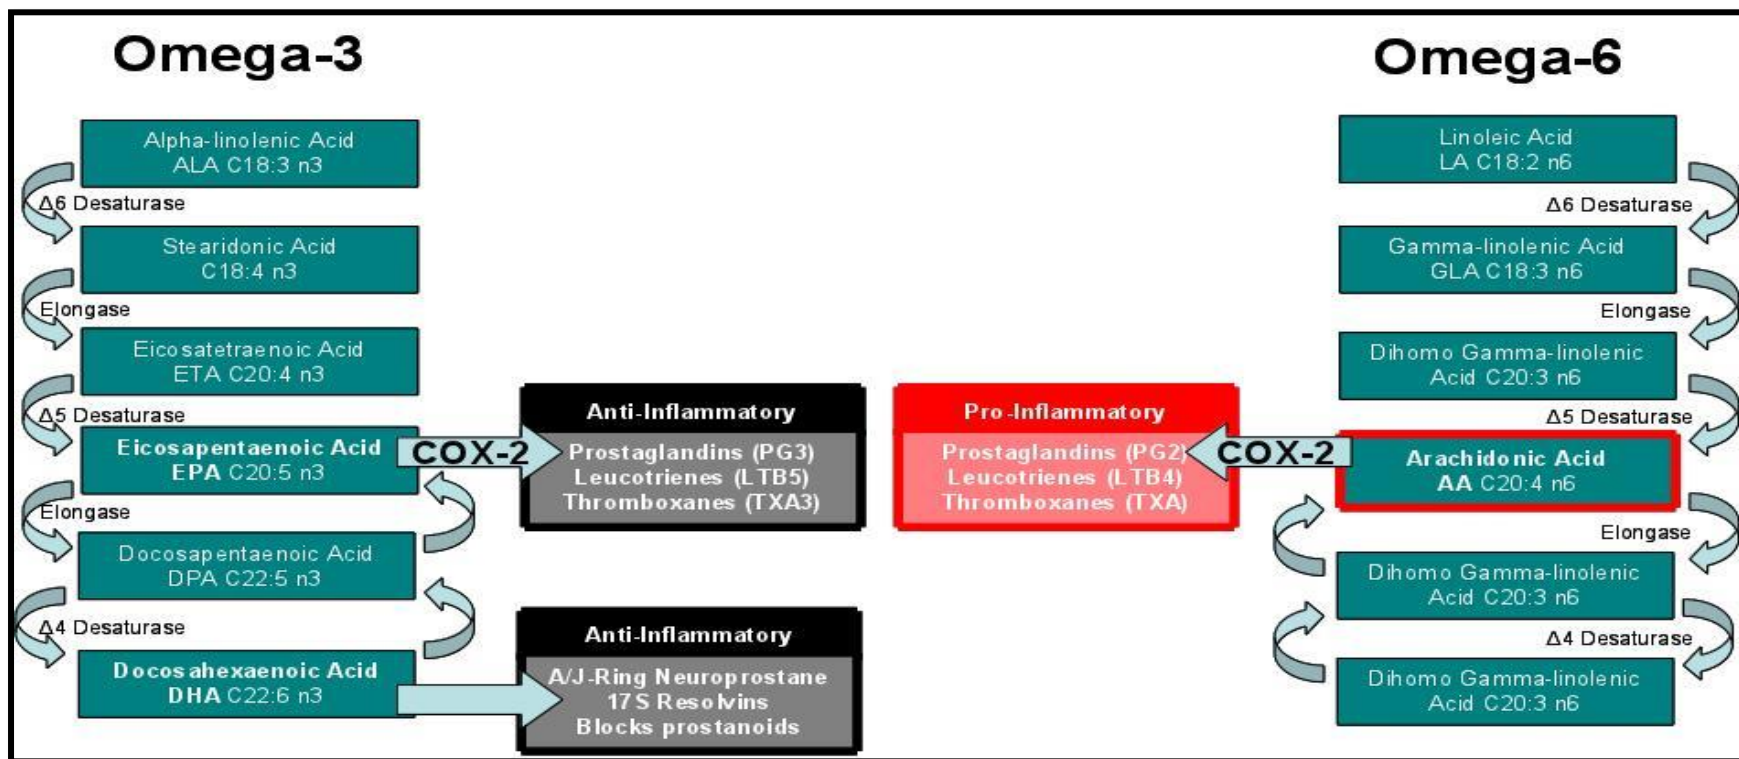 Omega-3
Alpha-linolenic Acid
ALA C18:3 n3
Δ6 Desaturase
Stearidonic Acid
C18:4 n3
Elongase
Eicosatetraenoic Acid
ETA C20:4 n3
Δ5 Desaturase
Eicosapentaenoic Acid
EPA C20:5 n3
COX-2
Elongase
Docosapentaenoic Acid
DPA C22:5 n3
Δ4 Desaturase
Docosahexaenoic Acid
DHA C22:6 n3
Anti-Inflammatory
Prostaglandins (PG3)
Leucotrienes (LTB5)
Thromboxanes (TXA3)
Anti-Inflammatory
A/J-Ring Neuroprostane
17S Resolvins
Blocks prostanoids
Pro-Inflammatory
Prostaglandins (PG2)
Leucotrienes (LTB4)
Thromboxanes (TXA)
Omega-6
Linoleic Acid
LA C18:2 n6
Δ6 Desaturase
Gamma-linolenic Acid
GLA C18:3 n6
Elongase
Dihomo Gamma-linolenic
Acid C20:3 n6
Δ5 Desaturase
COX-2
Arachidonic Acid
AA C20:4 n6
Elongase
Dihomo Gamma-linolenic
Acid C20:3 n6
Δ4 Desaturase
Dihomo Gamma-linolenic
Acid C20:3 n6